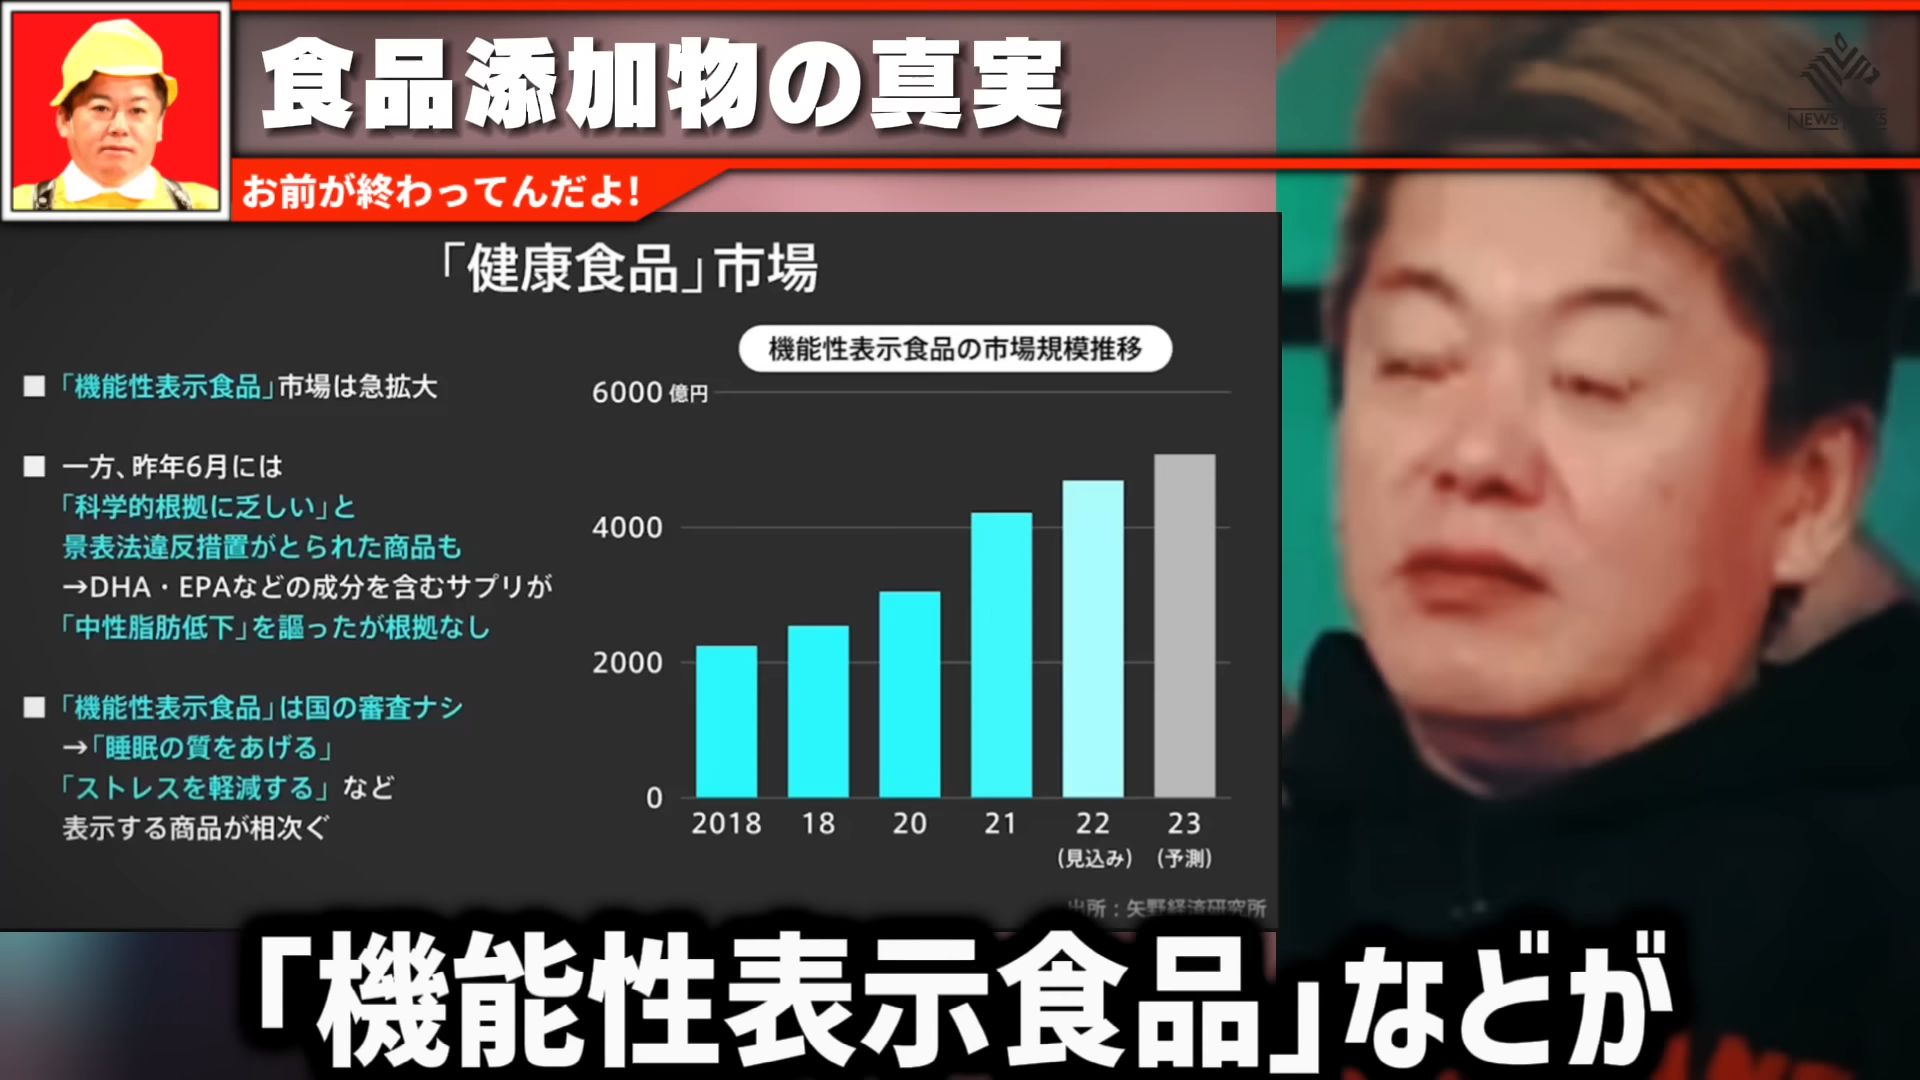 食品添加物の真実
お前が終わってんだよ!
「健康食品」市場
機能性表示食品の市場規模推移
■「機能性表示食品」市場は急拡大
■ 一方、昨年6月には
「科学的根拠に乏しい」と
景表法違反措置がとられた商品も
→DHA・EPAなどの成分を含むサプリが
「中性脂肪低下」を謳ったが根拠なし
■「機能性表示食品」は国の審査ナシ
→「睡眠の質をあげる」
「ストレスを軽減する」など
表示する商品が相次ぐ
6000 億円
4000
2000
0
2018 18 20 21 22 23
(見込み) (予測)
出所：矢野経済研究所
「機能性表示食品」などが